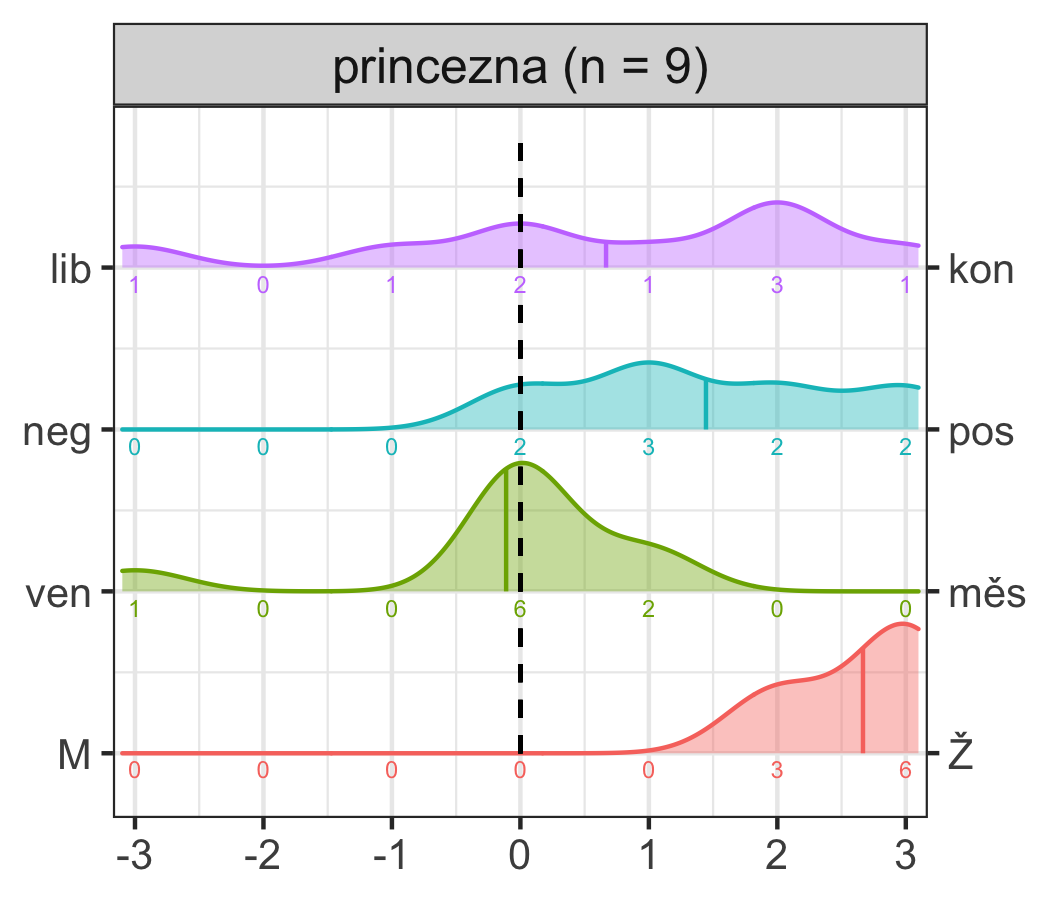 princezna (n = 9)
lib kon
1 0 1 2 1 3 1
neg pos
0 0 0 2 3 2 2
ven měs
1 0 0 6 2 0 0
M Ž
0 0 0 0 0 3 6
-3 -2 -1 0 1 2 3